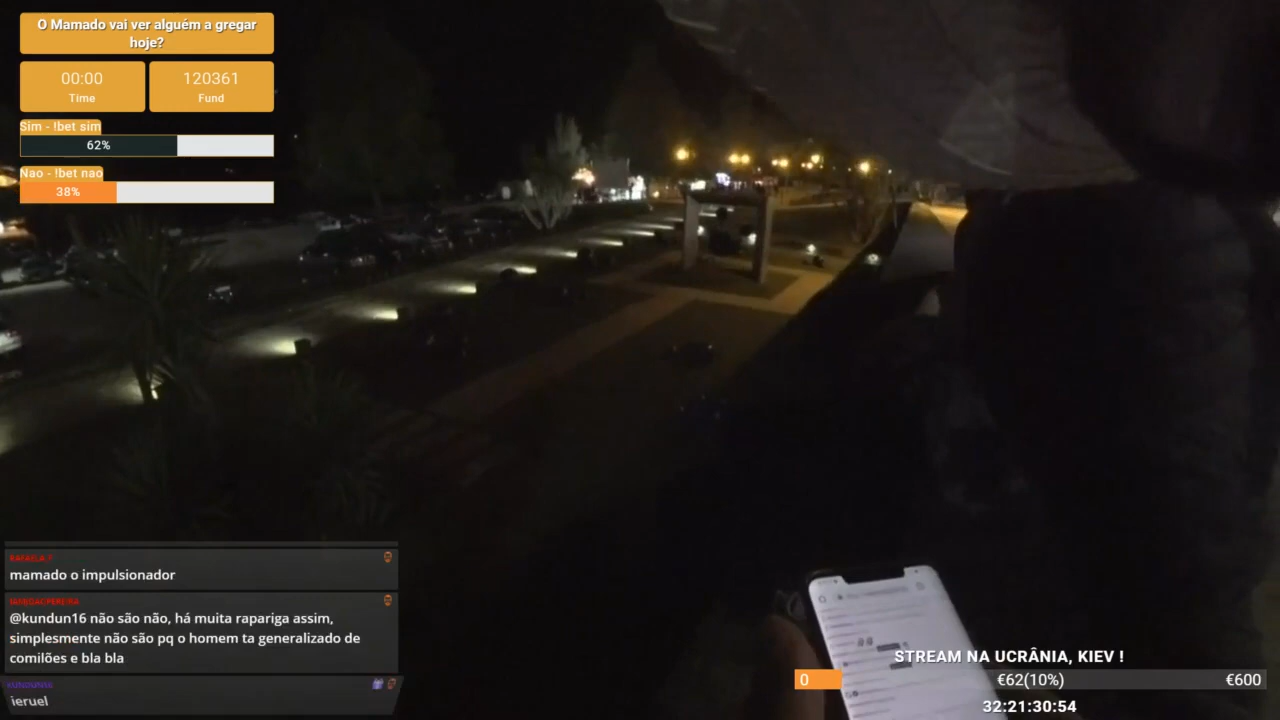 O Mamado vai ver alguém a gregar
hoje?
00:00
Time
120361
Fund
Sim - !bet sim
62%
Nao - !bet nao
38%
mamado o impulsionador
@kundun16 não são não, há muita rapariga assim,
simplesmente não são pq o homem ta generalizado de
comilões e bla bla
ieruel
STREAM NA UCRÂNIA, KIEV !
0
€62(10%)
€600
32:21:30:54